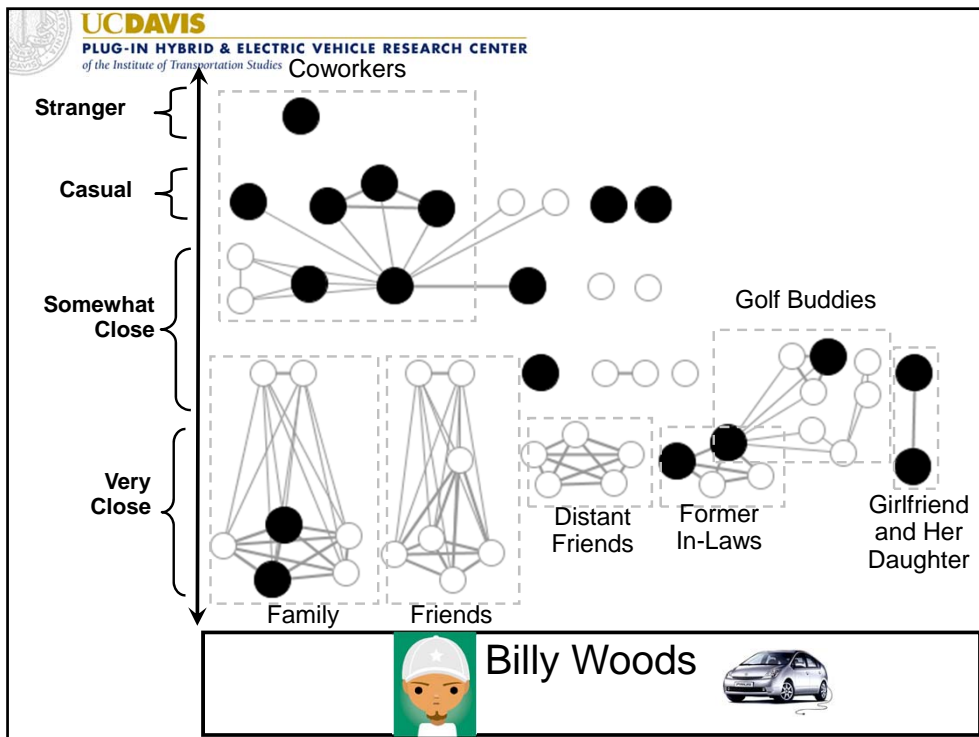 UCDAVIS
PLUG-IN HYBRID & ELECTRIC VEHICLE RESEARCH CENTER
of the Institute of Transportation Studies
Coworkers
Stranger
Casual
Somewhat
Close
Golf Buddies
Very
Close
Distant
Friends
Former
In-Laws
Girlfriend
and Her
Daughter
Family
Friends
Billy Woods